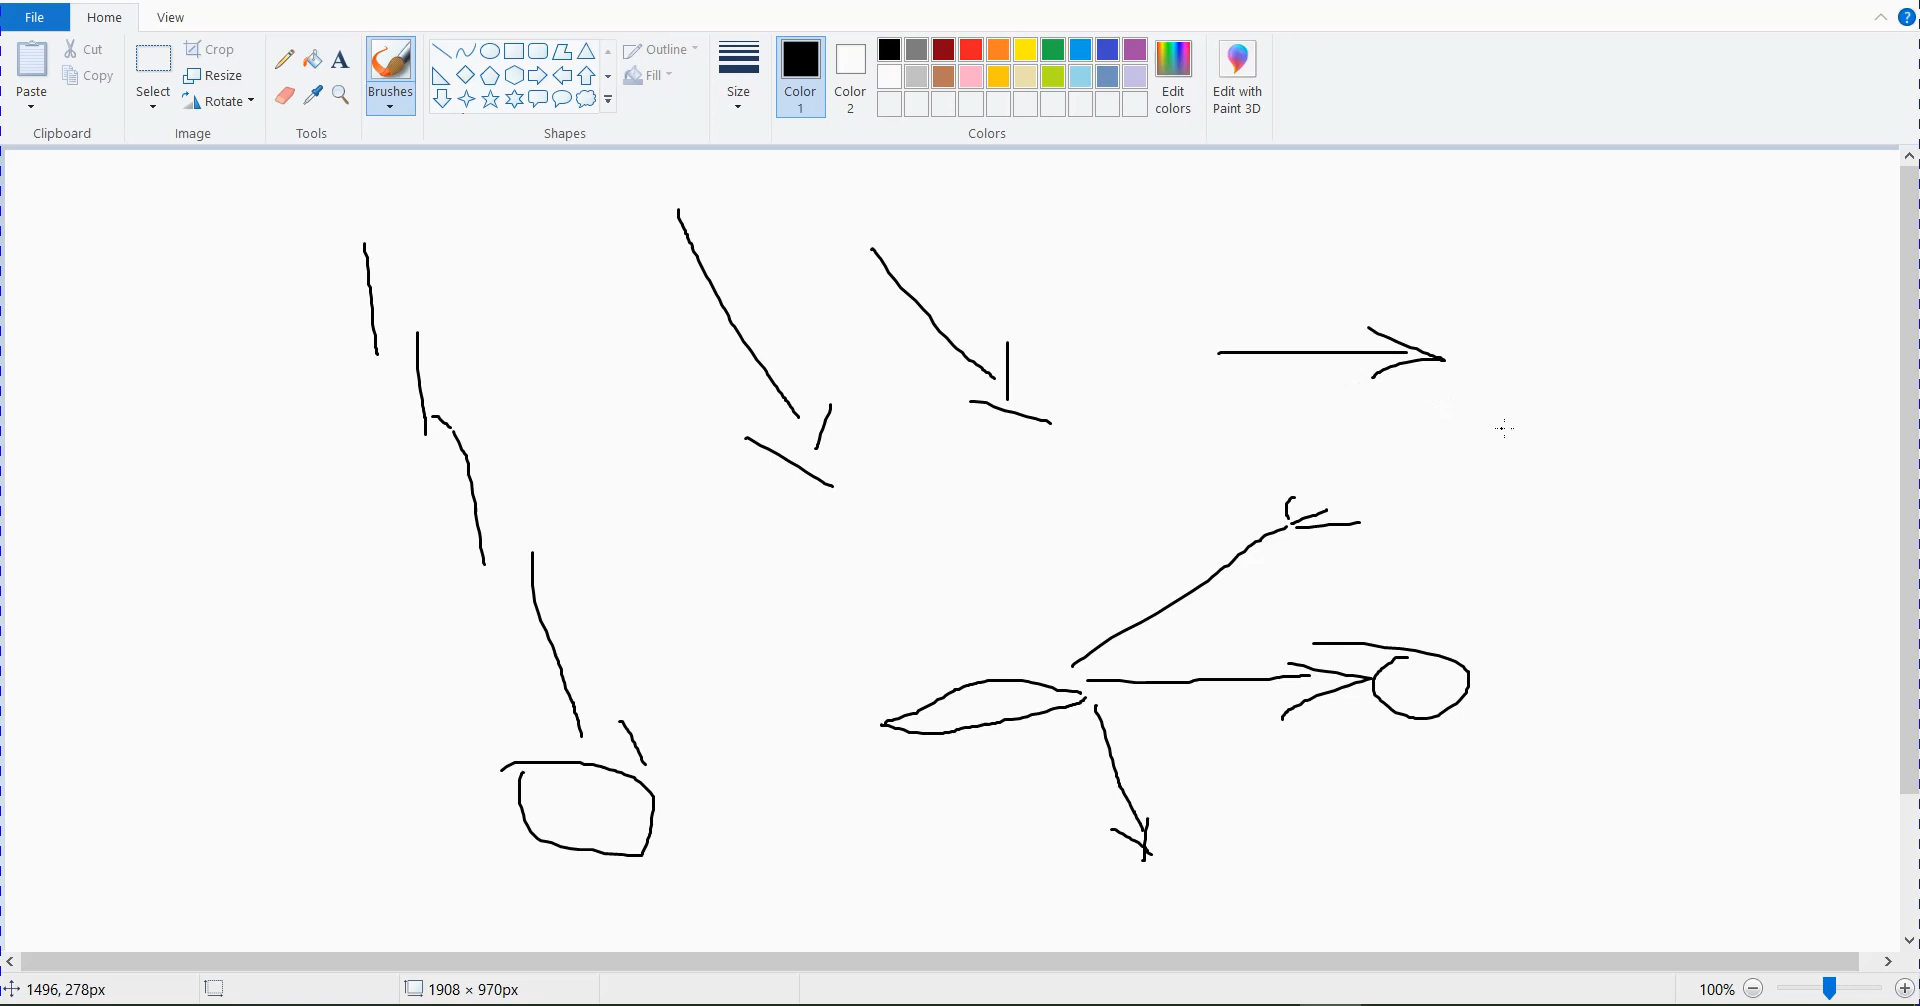 File Home View
Paste Cut Copy
Select Crop Resize Rotate
A
Brushes
Outline
Fill
Size
Color 1
Color 2
Edit colors
Edit with Paint 3D
?
Clipboard Image Tools Shapes Colors
1496, 278px 1908 × 970px 100%